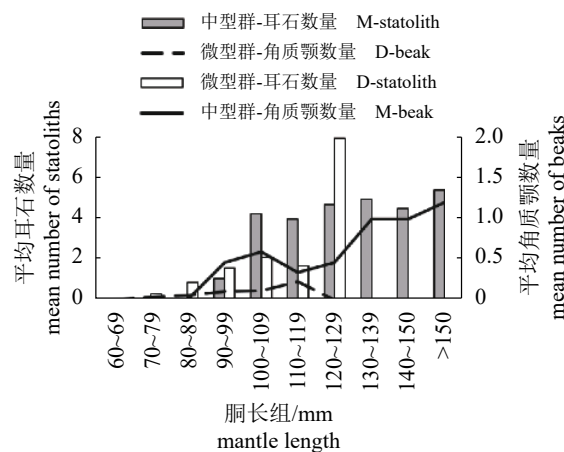 中型群-耳石数量 M-statolith
微型群-角质颚数量 D-beak
微型群-耳石数量 D-statolith
中型群-角质颚数量 M-beak
平均耳石数量
mean number of statoliths
8
6
4
2
0
2.0
1.5
1.0
0.5
0
平均角质颚数量
mean number of beaks
60~69
70~79
80~89
90~99
100~109
110~119
120~129
130~139
140~150
>150
胴长组/mm
mantle length